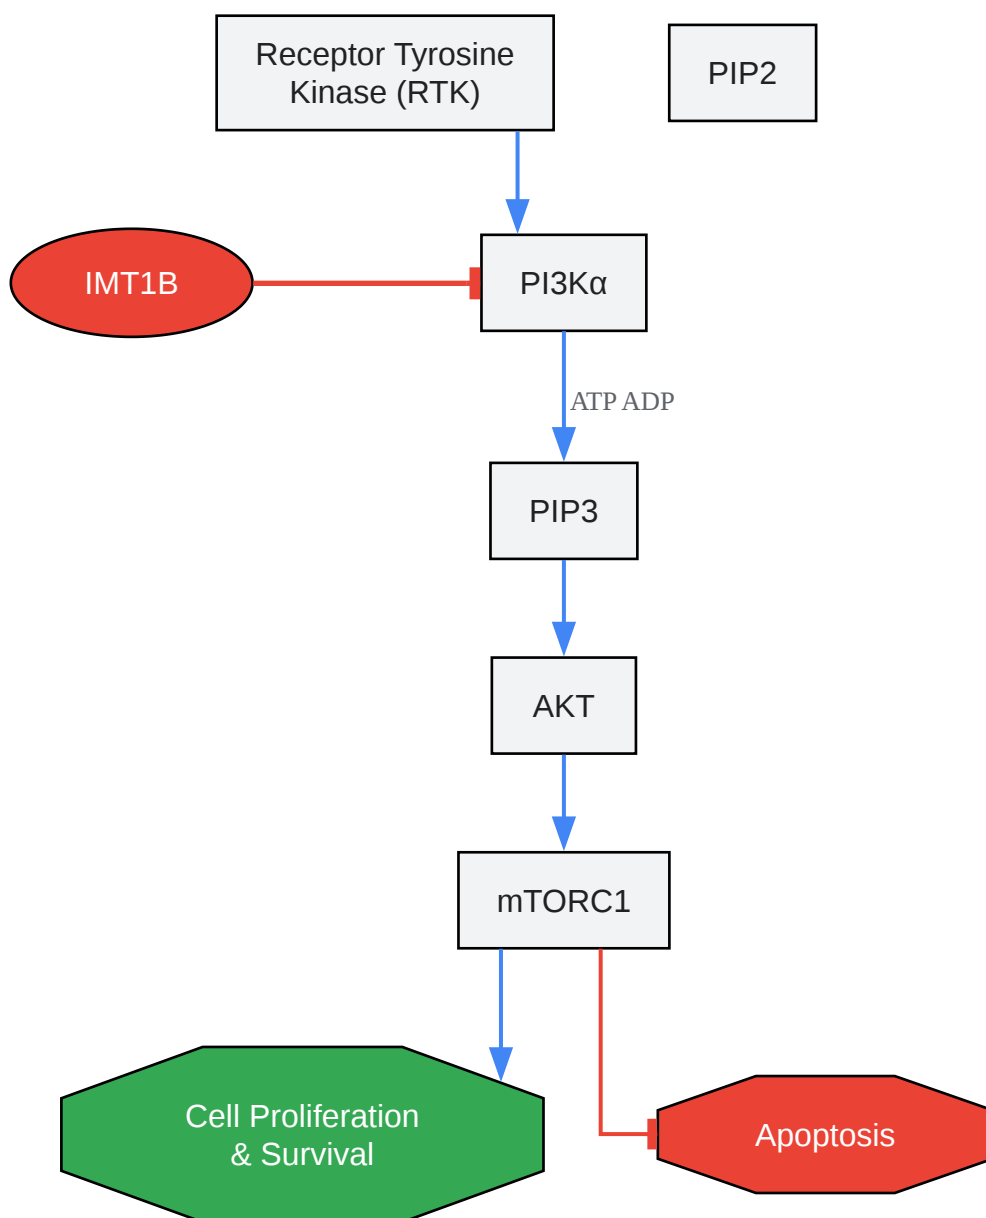 Receptor Tyrosine
Kinase (RTK)
PIP2
IMT1B
PI3Kα
ATP ADP
PIP3
AKT
mTORC1
Cell Proliferation
& Survival
Apoptosis